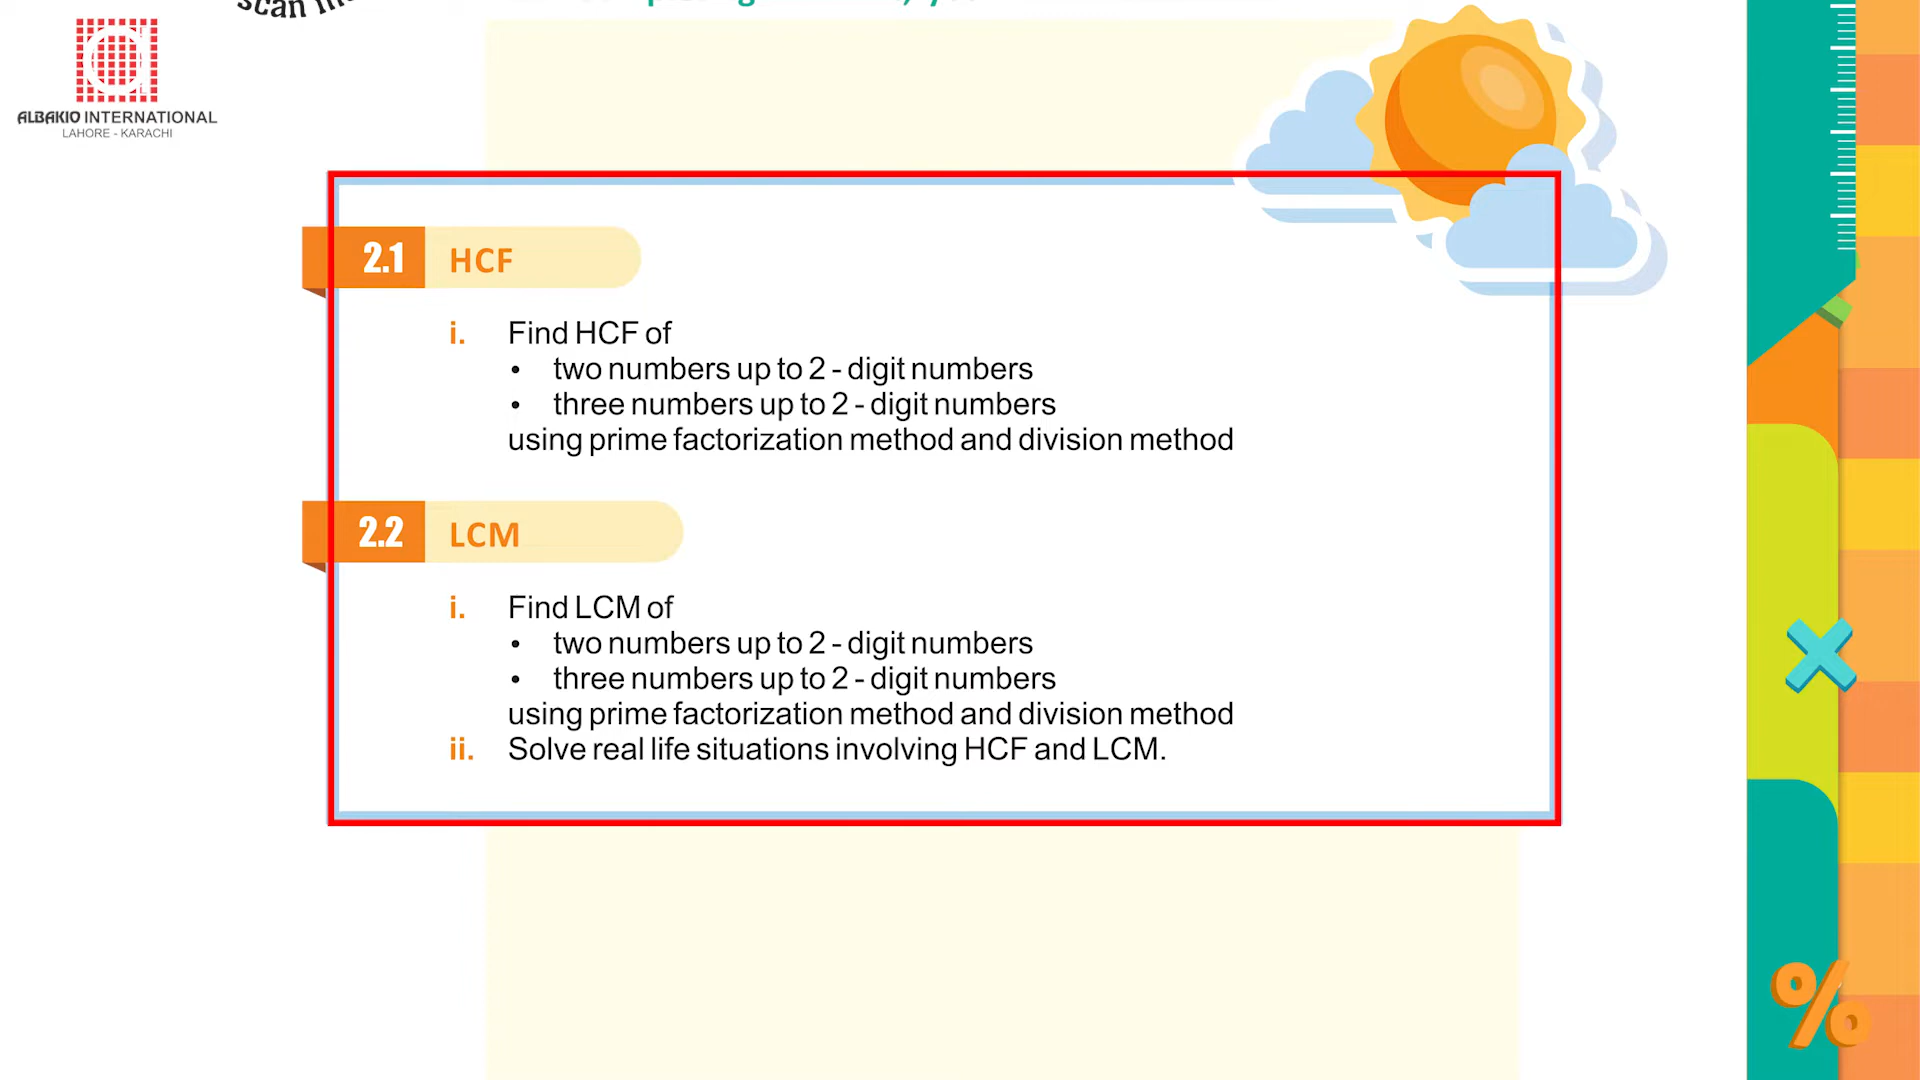 scan
ALBAKIO INTERNATIONAL
LAHORE - KARACHI
2.1 HCF
i. Find HCF of
• two numbers up to 2 - digit numbers
• three numbers up to 2 - digit numbers
using prime factorization method and division method
2.2 LCM
i. Find LCM of
• two numbers up to 2 - digit numbers
• three numbers up to 2 - digit numbers
using prime factorization method and division method
ii. Solve real life situations involving HCF and LCM.
%